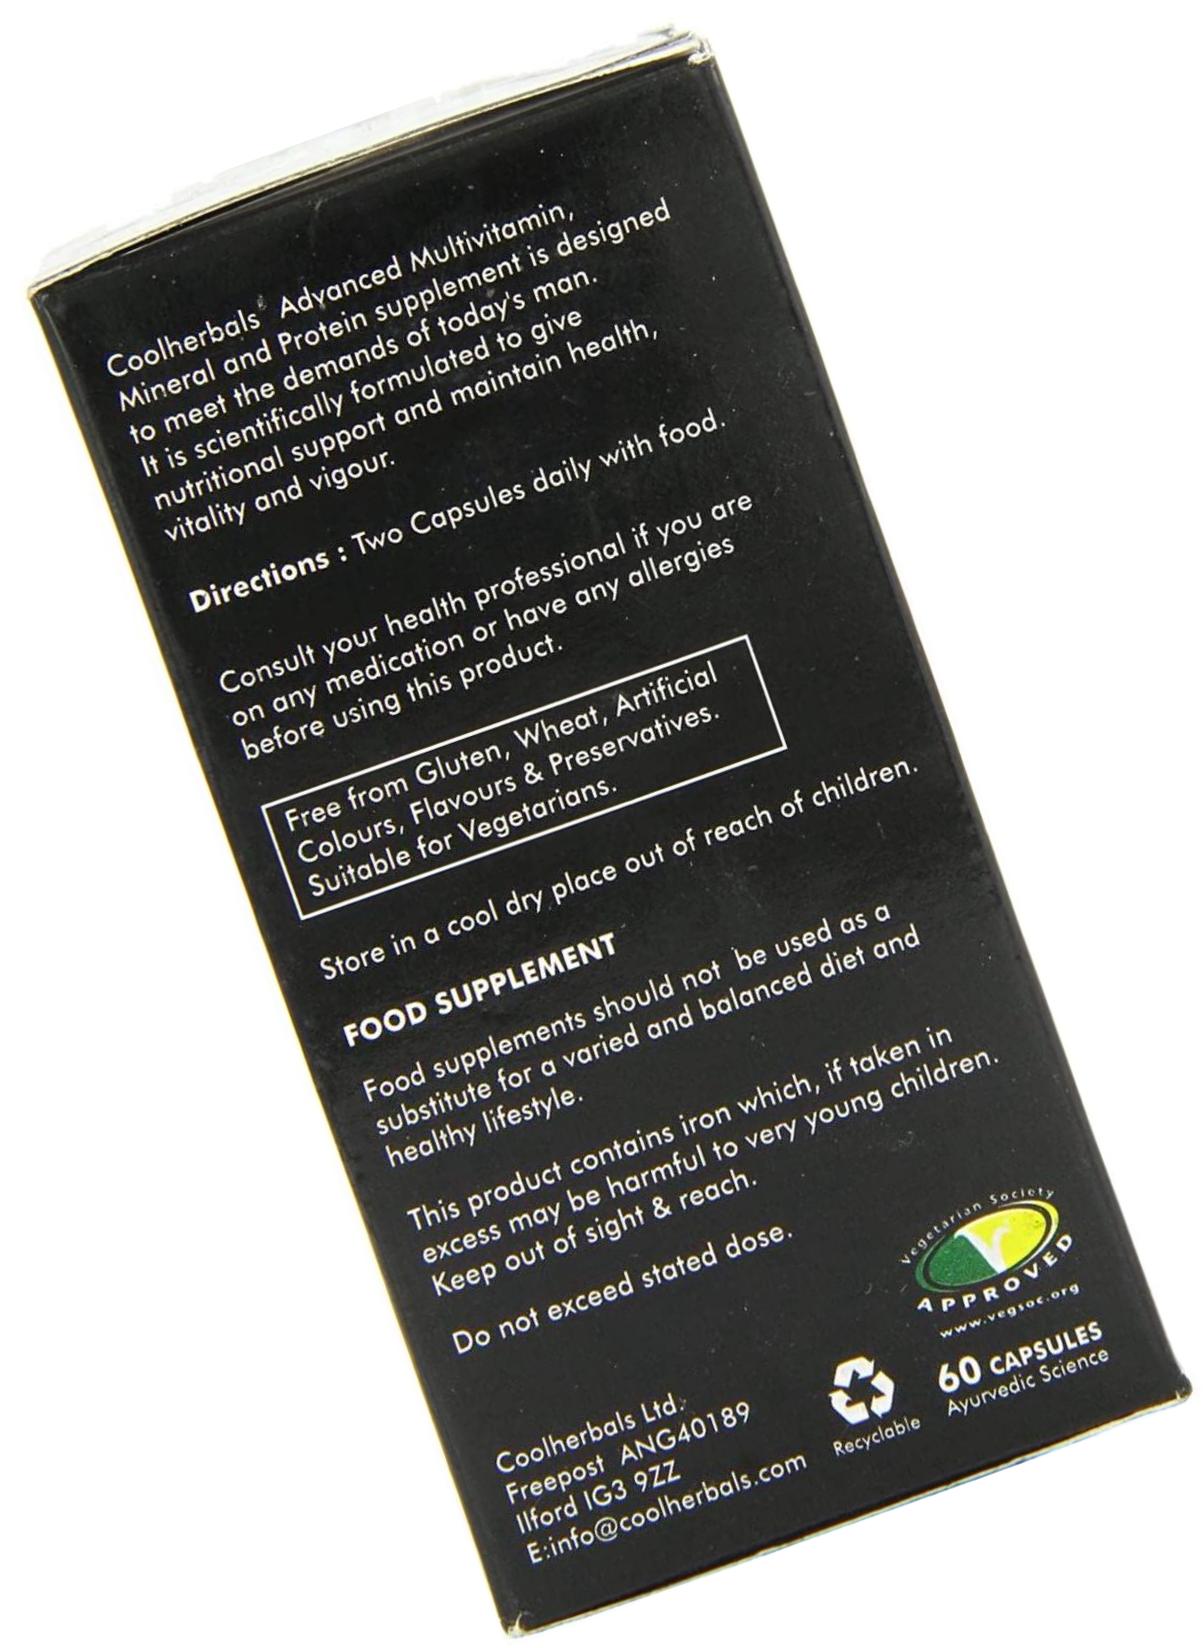 Coolherbals' Advanced Multivitamin,
Mineral and Protein supplement is designed
to meet the demands of today's man.
It is scientifically formulated to give
nutritional support and maintain health,
vitality and vigour.
Directions : Two Capsules daily with food.
Consult your health professional if you are
on any medication or have any allergies
before using this product.
Free from Gluten, Wheat, Artificial
Colours, Flavours & Preservatives.
Suitable for Vegetarians.
Store in a cool dry place out of reach of children.
FOOD SUPPLEMENT
Food supplements should not be used as a
substitute for a varied and balanced diet and
healthy lifestyle.
This product contains iron which, if taken in
excess may be harmful to very young children.
Keep out of sight & reach.
Do not exceed stated dose.
Vegetarian Society
APPROVED
www.vegsoc.org
60 CAPSULES
Ayurvedic Science
Recyclable
Coolherbals Ltd.
Freepost ANG40189
Ilford IG3 9ZZ
E:info@coolherbals.com